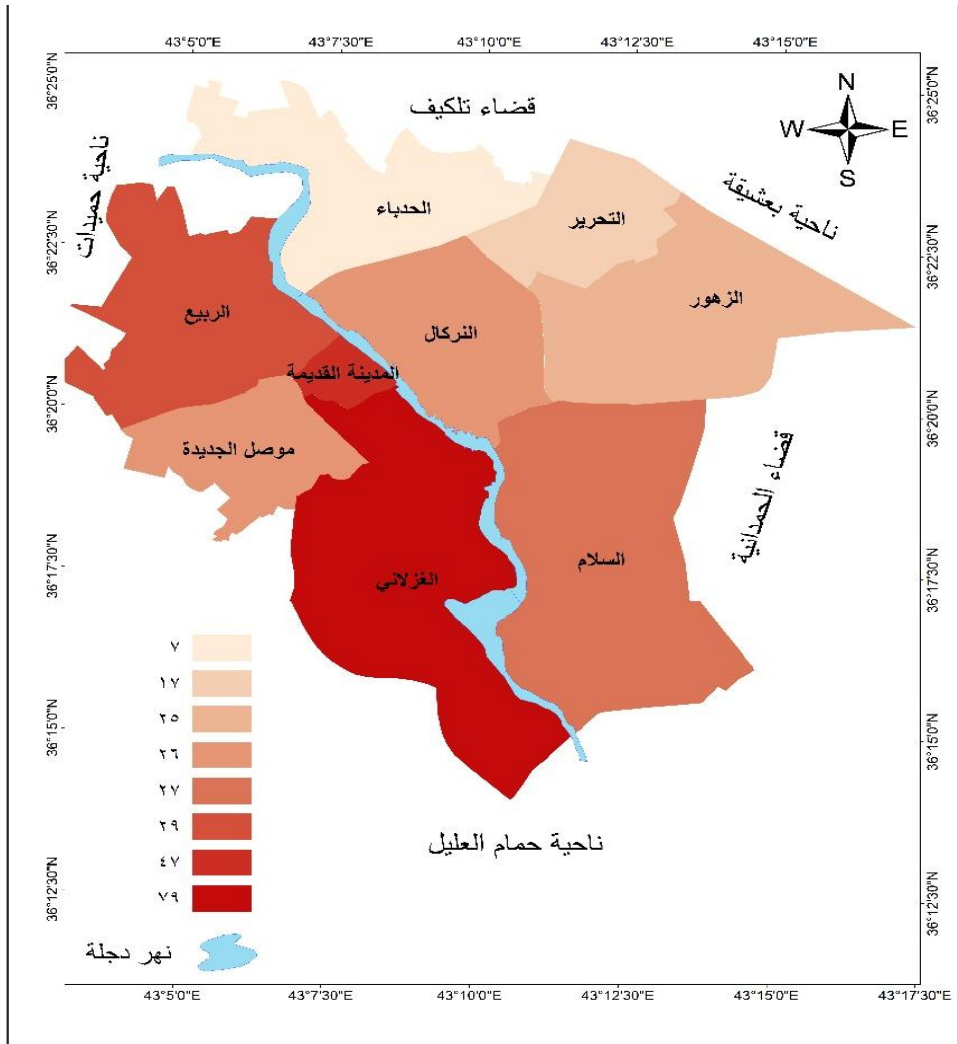 43°5'0"E
43°7'30"E
43°10'0"E
43°12'30"E
43°15'0"E
36°25'0"N
36°25'0"N
N
W
E
S
قضاء تلكيف
ناحية حميدات
ناحية بعشيقة
الحدباء
التحرير
36°22'30"N
36°22'30"N
الزهور
الربيع
النركال
المدينة القديمة
36°20'0"N
36°20'0"N
موصل الجديدة
قضاء الحمدانية
36°17'30"N
36°17'30"N
السلام
الغزلاني
٧
١٧
٢٥
٢٦
٢٧
٢٩
٤٧
٧٩
36°15'0"N
36°15'0"N
ناحية حمام العليل
36°12'30"N
36°12'30"N
نهر دجلة
43°5'0"E
43°7'30"E
43°10'0"E
43°12'30"E
43°15'0"E
43°17'30"E